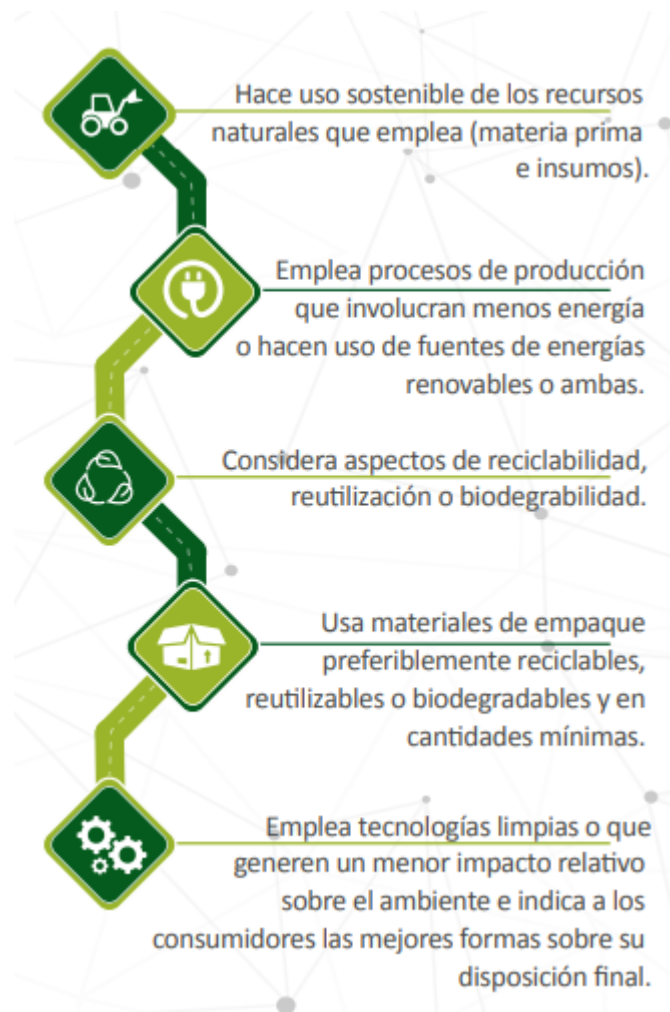 Hace uso sostenible de los recursos
naturales que emplea (materia prima
e insumos).
Emplea procesos de producción
que involucran menos energía
o hacen uso de fuentes de energías
renovables o ambas.
Considera aspectos de reciclabilidad,
reutilización o biodegrabilidad.
Usa materiales de empaque
preferiblemente reciclables,
reutilizables o biodegradables y en
cantidades mínimas.
Emplea tecnologías limpias o que
generen un menor impacto relativo
sobre el ambiente e indica a los
consumidores las mejores formas sobre su
disposición final.